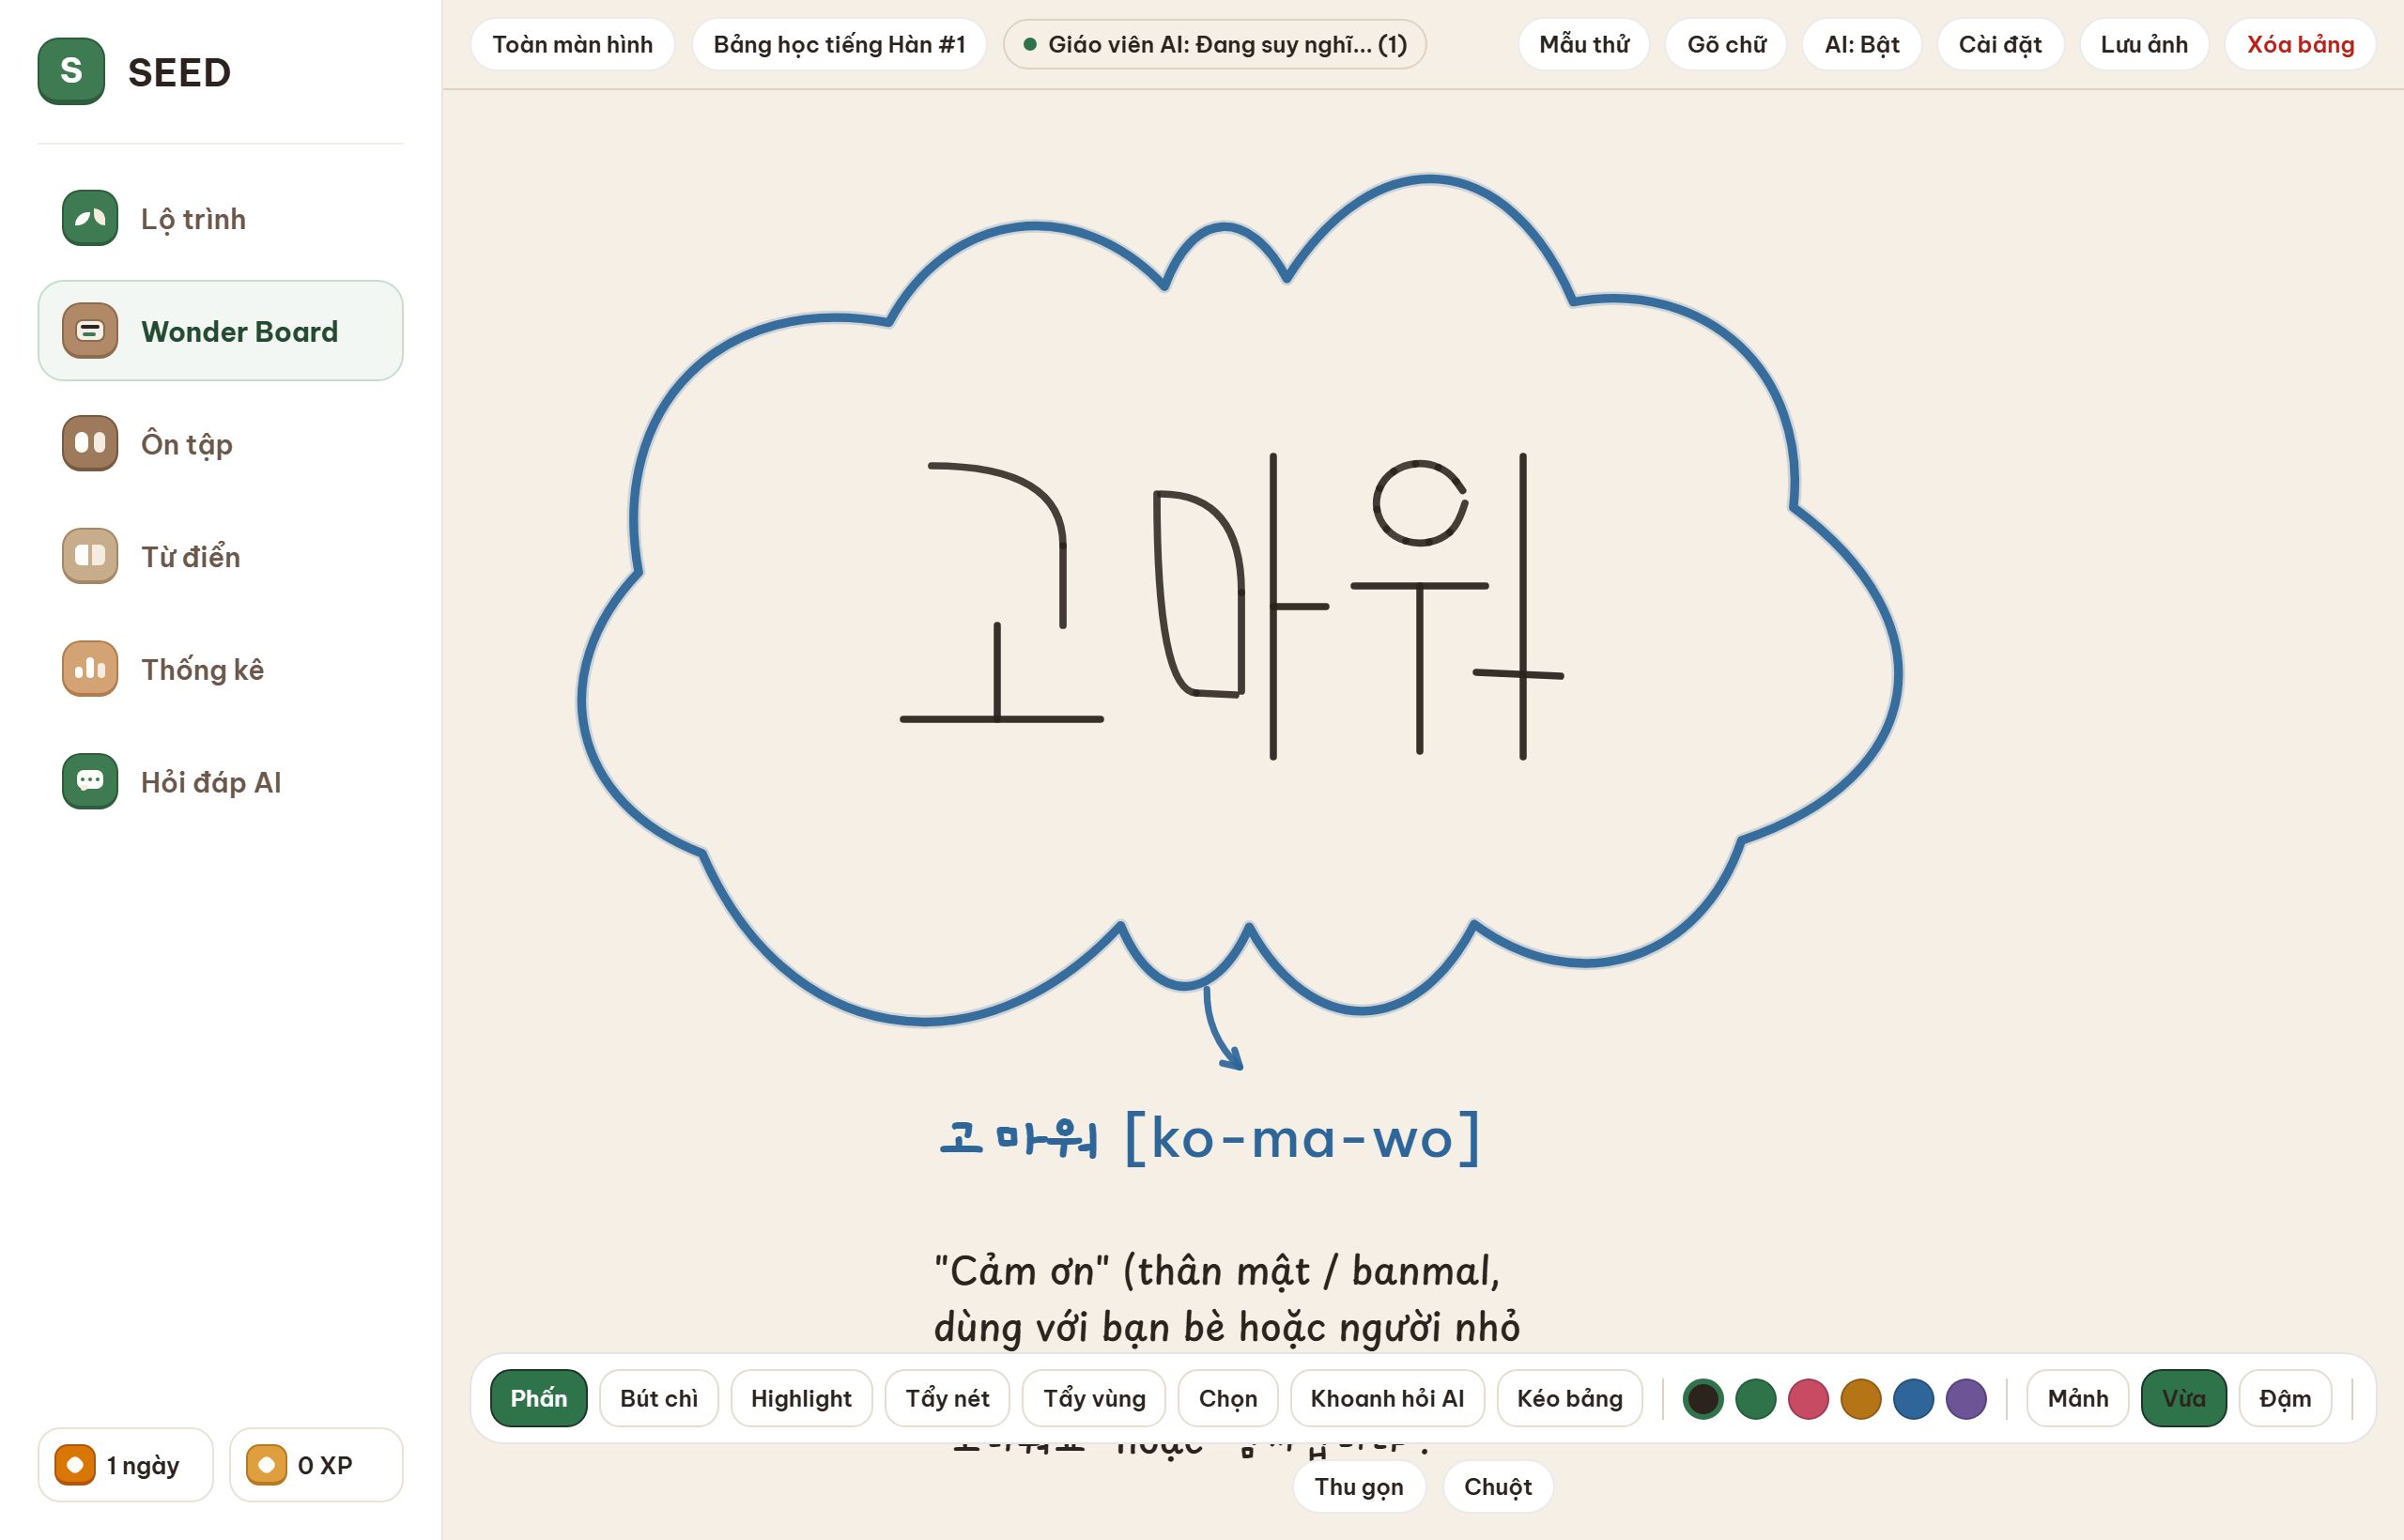 S SEED
Toàn màn hình
Bảng học tiếng Hàn #1
Giáo viên AI: Đang suy nghĩ... (1)
Mẫu thử
Gõ chữ
AI: Bật
Cài đặt
Lưu ảnh
Xóa bảng
Lộ trình
Wonder Board
Ôn tập
Từ điển
Thống kê
Hỏi đáp AI
고마워
고마워 [ko-ma-wo]
"Cảm ơn" (thân mật / banmal,
dùng với bạn bè hoặc người nhỏ
Phấn
Bút chì
Highlight
Tẩy nét
Tẩy vùng
Chọn
Khoanh hỏi AI
Kéo bảng
Mảnh
Vừa
Đậm
hoặc
1 ngày
0 XP
Thu gọn
Chuột